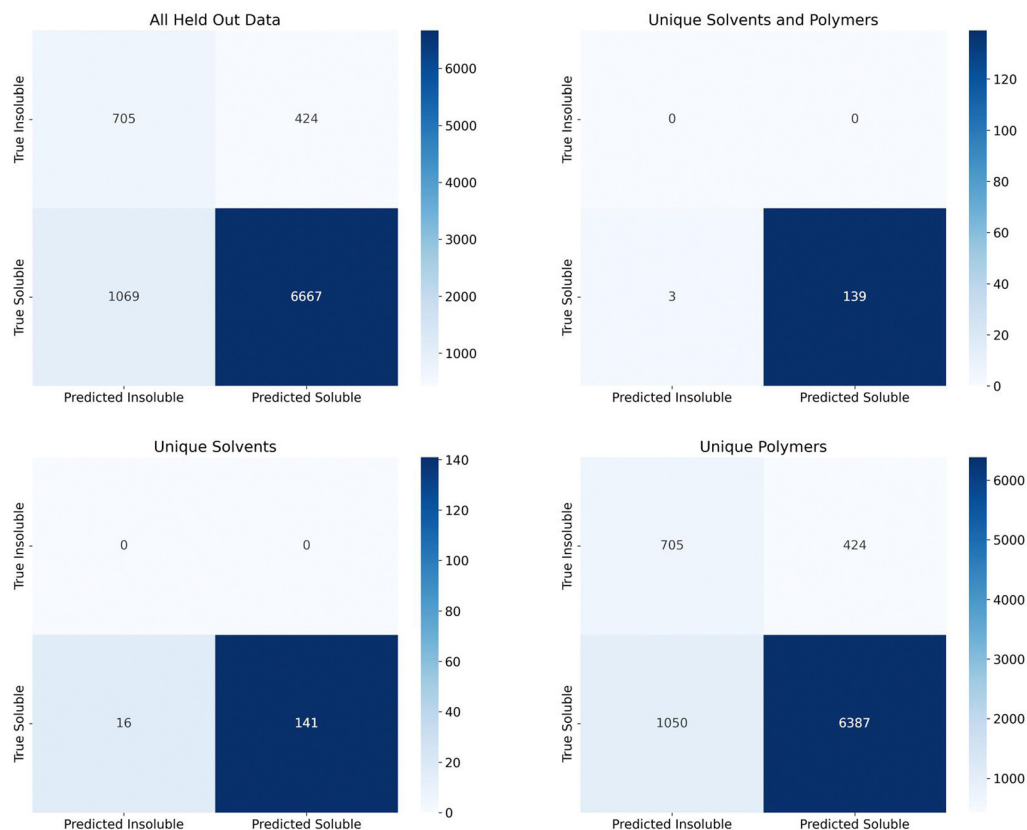 All Held Out Data
True Insoluble
705
424
True Soluble
1069
6667
Predicted Insoluble
Predicted Soluble
6000
5000
4000
3000
2000
1000
Unique Solvents and Polymers
True Insoluble
0
0
True Soluble
3
139
Predicted Insoluble
Predicted Soluble
120
100
80
60
40
20
0
Unique Solvents
True Insoluble
0
0
True Soluble
16
141
Predicted Insoluble
Predicted Soluble
140
120
100
80
60
40
20
0
Unique Polymers
True Insoluble
705
424
True Soluble
1050
6387
Predicted Insoluble
Predicted Soluble
6000
5000
4000
3000
2000
1000